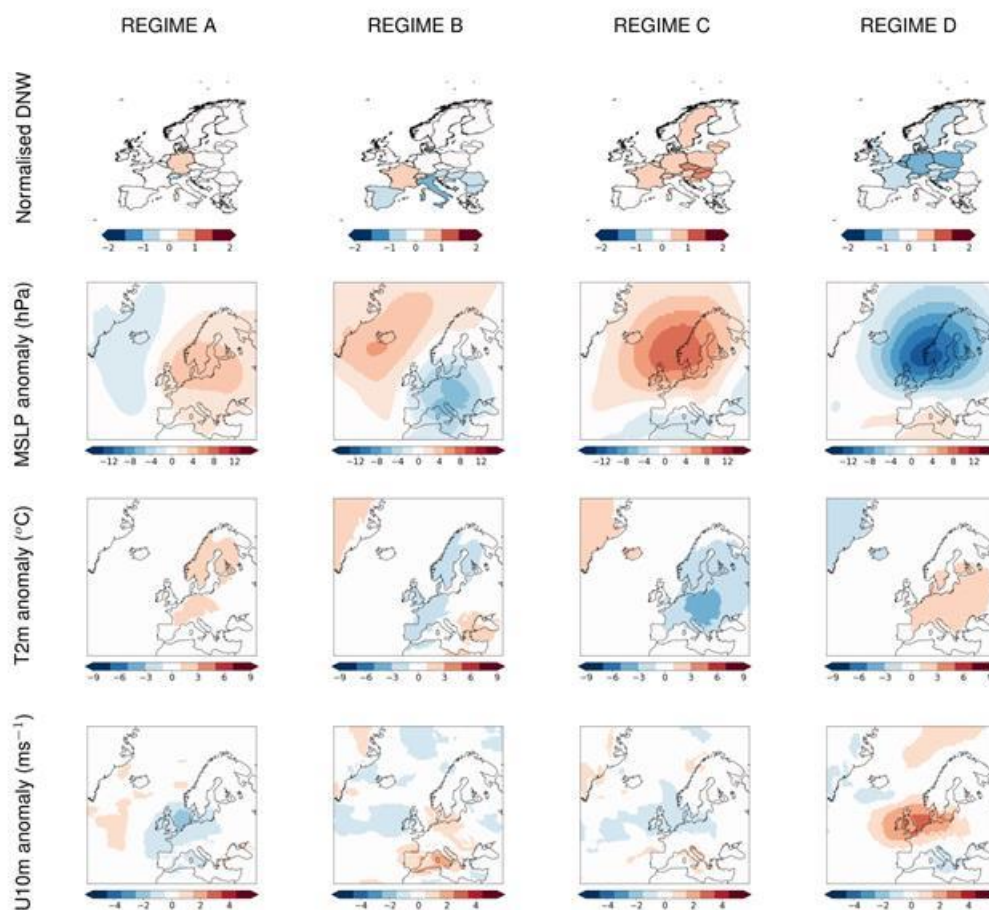 REGIME A REGIME B REGIME C REGIME D
Normalised DNW
−2 −1 0 1 2 −2 −1 0 1 2 −2 −1 0 1 2 −2 −1 0 1 2
MSLP anomaly (hPa)
−12 −8 −4 0 4 8 12 −12 −8 −4 0 4 8 12 −12 −8 −4 0 4 8 12 −12 −8 −4 0 4 8 12
T2m anomaly (°C)
−9 −6 −3 0 3 6 9 −9 −6 −3 0 3 6 9 −9 −6 −3 0 3 6 9 −9 −6 −3 0 3 6 9
U10m anomaly (ms⁻¹)
−4 −2 0 2 4 −4 −2 0 2 4 −4 −2 0 2 4 −4 −2 0 2 4